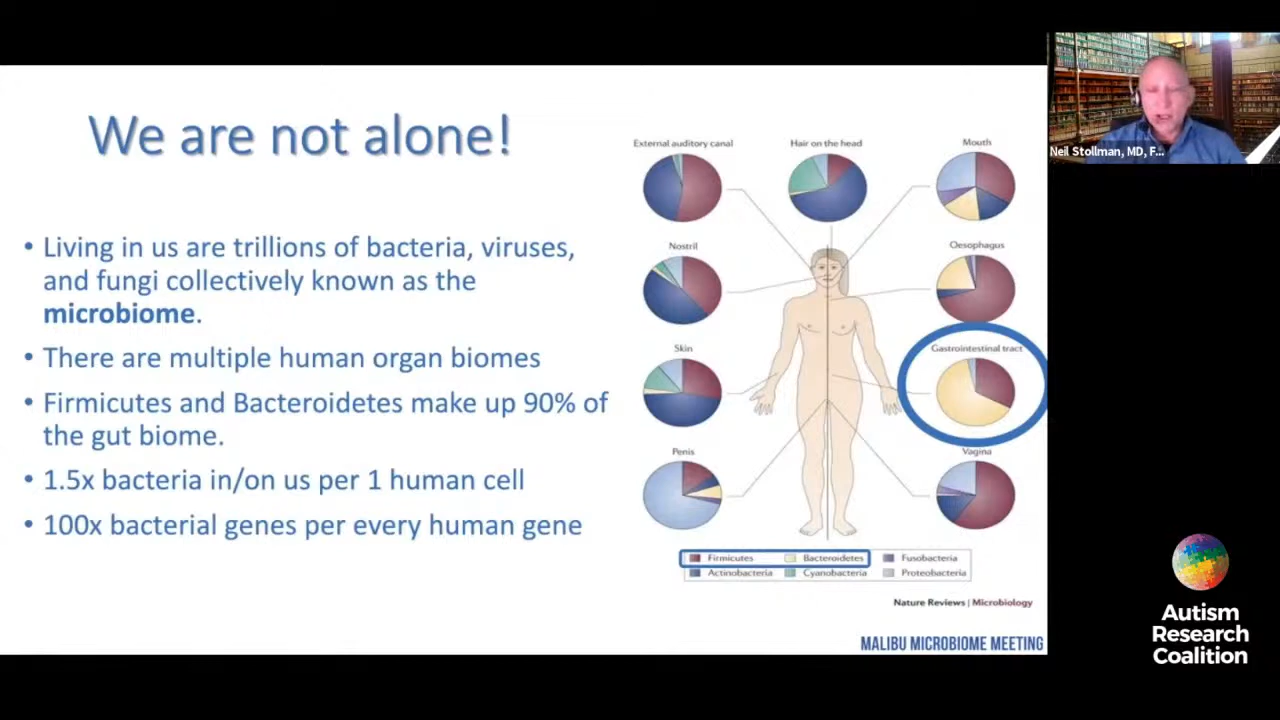 We are not alone!
• Living in us are trillions of bacteria, viruses,
and fungi collectively known as the
microbiome.
• There are multiple human organ biomes
• Firmicutes and Bacteroidetes make up 90% of
the gut biome.
• 1.5x bacteria in/on us per 1 human cell
• 100x bacterial genes per every human gene
External auditory canal
Hair on the head
Mouth
Nostril
Oesophagus
Skin
Gastrointestinal tract
Penis
Vagina
Firmicutes Bacteroidetes Fusobacteria
Actinobacteria Cyanobacteria Proteobacteria
Nature Reviews | Microbiology
MALIBU MICROBIOME MEETING
Neil Stollman, MD, F...
Autism
Research
Coalition